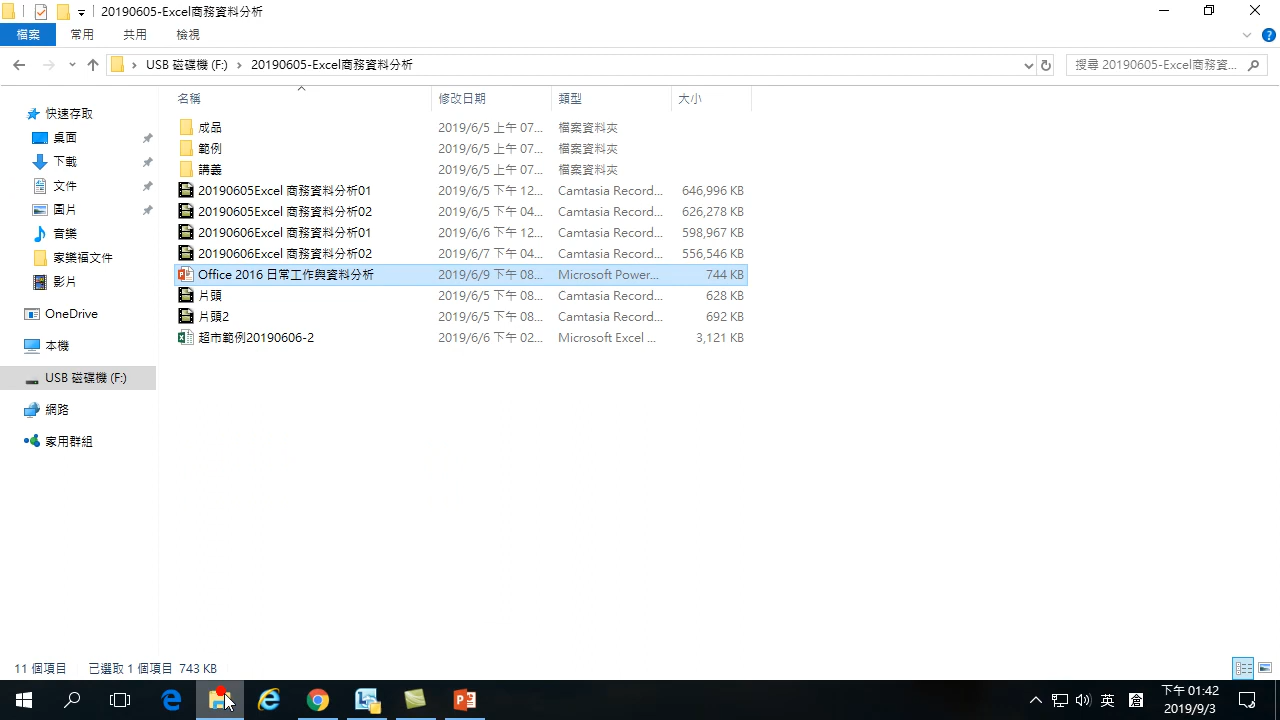 20190605-Excel商務資料分析
檔案 常用 共用 檢視
USB 磁碟機 (F:) 20190605-Excel商務資料分析 搜尋 20190605-Excel商務資...
名稱 修改日期 類型 大小
快速存取
桌面
下載
文件
圖片
音樂
家樂福文件
影片
OneDrive
本機
USB 磁碟機 (F:)
網路
家用群組
成品 2019/6/5 上午 07... 檔案資料夾
範例 2019/6/5 上午 07... 檔案資料夾
講義 2019/6/5 上午 07... 檔案資料夾
20190605Excel 商務資料分析01 2019/6/5 下午 12... Camtasia Record... 646,996 KB
20190605Excel 商務資料分析02 2019/6/5 下午 04... Camtasia Record... 626,278 KB
20190606Excel 商務資料分析01 2019/6/6 下午 12... Camtasia Record... 598,967 KB
20190606Excel 商務資料分析02 2019/6/7 下午 04... Camtasia Record... 556,546 KB
Office 2016 日常工作與資料分析 2019/6/9 下午 08... Microsoft Power... 744 KB
片頭 2019/6/5 上午 08... Camtasia Record... 628 KB
片頭2 2019/6/5 上午 08... Camtasia Record... 692 KB
超市範例20190606-2 2019/6/6 下午 02... Microsoft Excel ... 3,121 KB
11 個項目 已選取 1 個項目 743 KB
英 倉 下午 01:42
2019/9/3